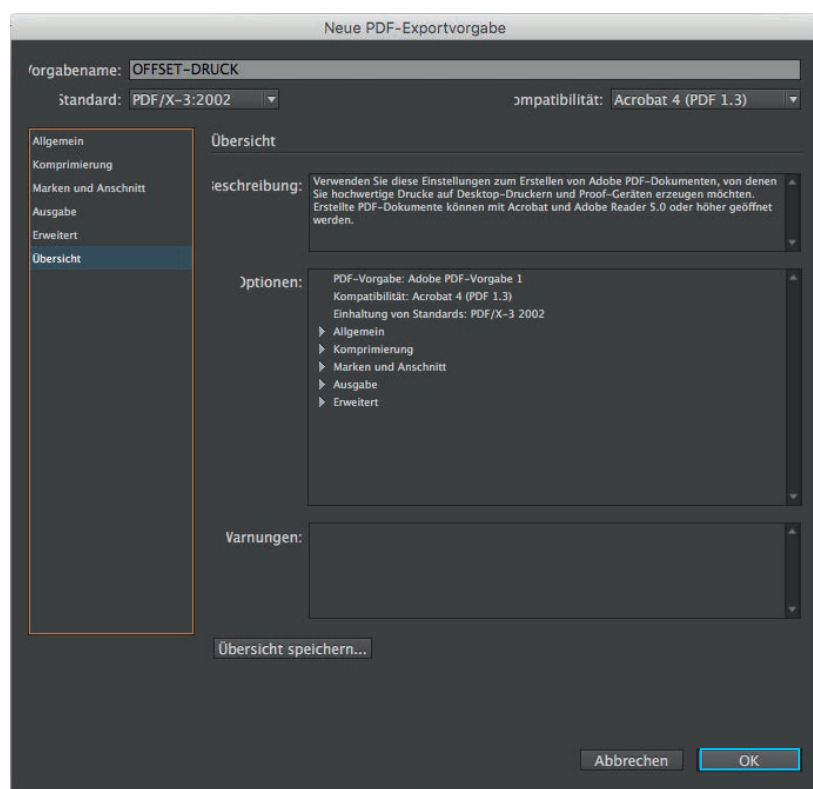 Neue PDF-Exportvorgabe
Vorgabename: OFFSET-DRUCK
Standard: PDF/X-3:2002
ompatibilität: Acrobat 4 (PDF 1.3)
Allgemein
Komprimierung
Marken und Anschnitt
Ausgabe
Erweitert
Übersicht
Übersicht
Beschreibung:
Verwenden Sie diese Einstellungen zum Erstellen von Adobe PDF-Dokumenten, von denen
Sie hochwertige Drucke auf Desktop-Druckern und Proof-Geräten erzeugen möchten.
Erstellte PDF-Dokumente können mit Acrobat und Adobe Reader 5.0 oder höher geöffnet
werden.
Optionen:
PDF-Vorgabe: Adobe PDF-Vorgabe 1
Kompatibilität: Acrobat 4 (PDF 1.3)
Einhaltung von Standards: PDF/X-3 2002
Allgemein
Komprimierung
Marken und Anschnitt
Ausgabe
Erweitert
Warnungen:
Übersicht speichern...
Abbrechen
OK